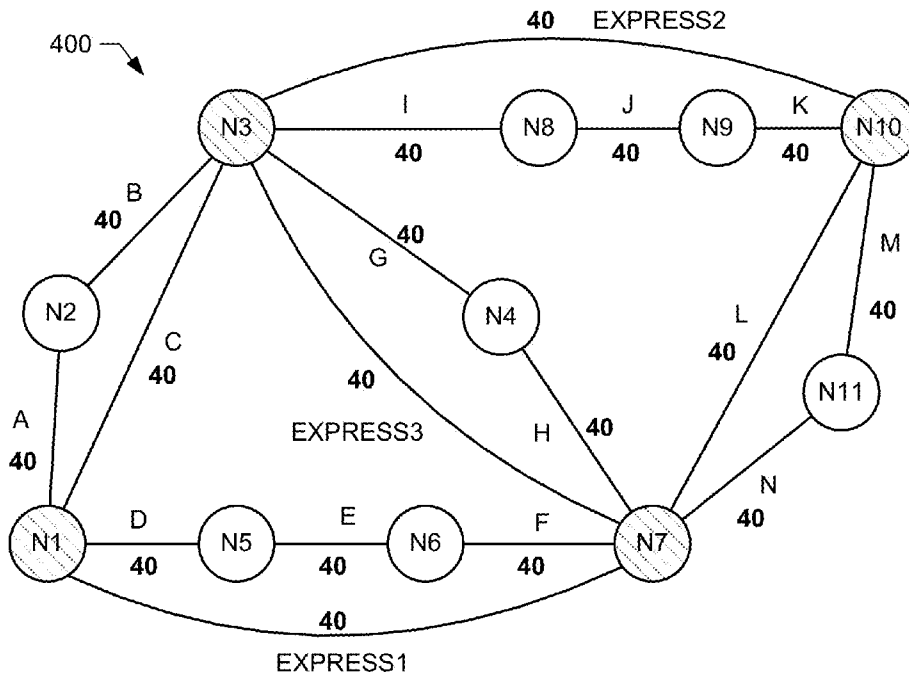 40 EXPRESS2
400
N3 I N8 J N9 K N10
40 40 40
B
40
40
G
M
N2
C
40
N4
L
40
40
40
N11
A
40
EXPRESS3
H 40
N
40
N1 D N5 E N6 F N7
40 40 40
40
EXPRESS1